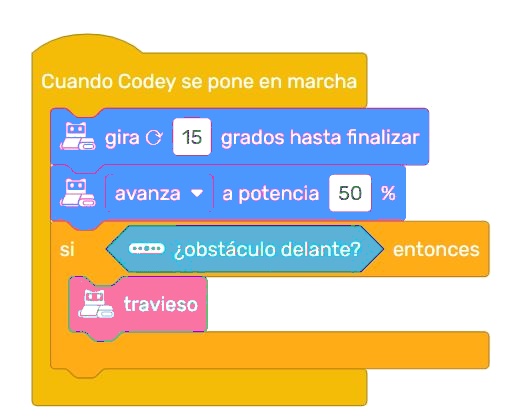 Cuando Codey se pone en marcha
gira 15 grados hasta finalizar
avanza a potencia 50 %
si ¿obstáculo delante? entonces
travieso